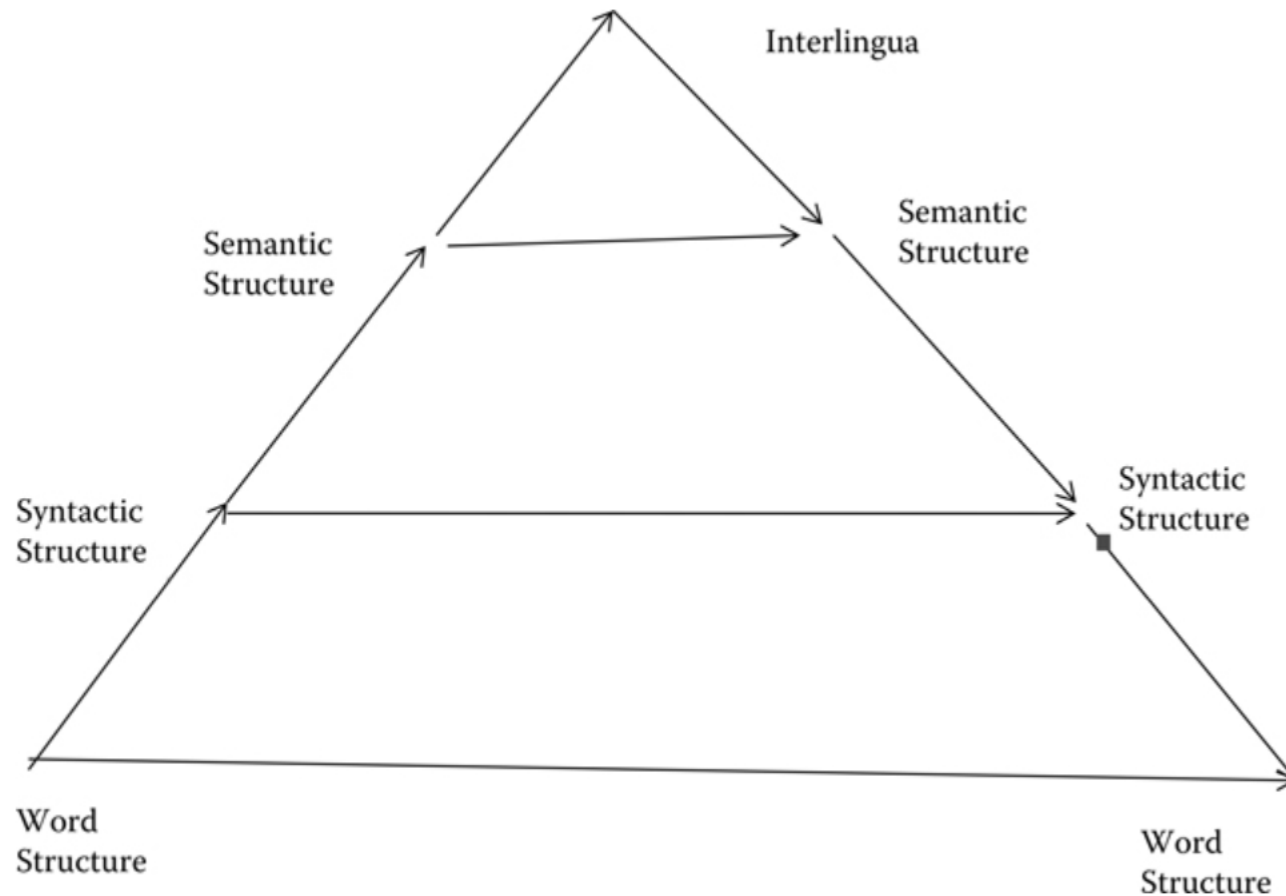 Interlingua
Semantic
Structure
Semantic
Structure
Syntactic
Structure
Syntactic
Structure
Word
Structure
Word
Structure